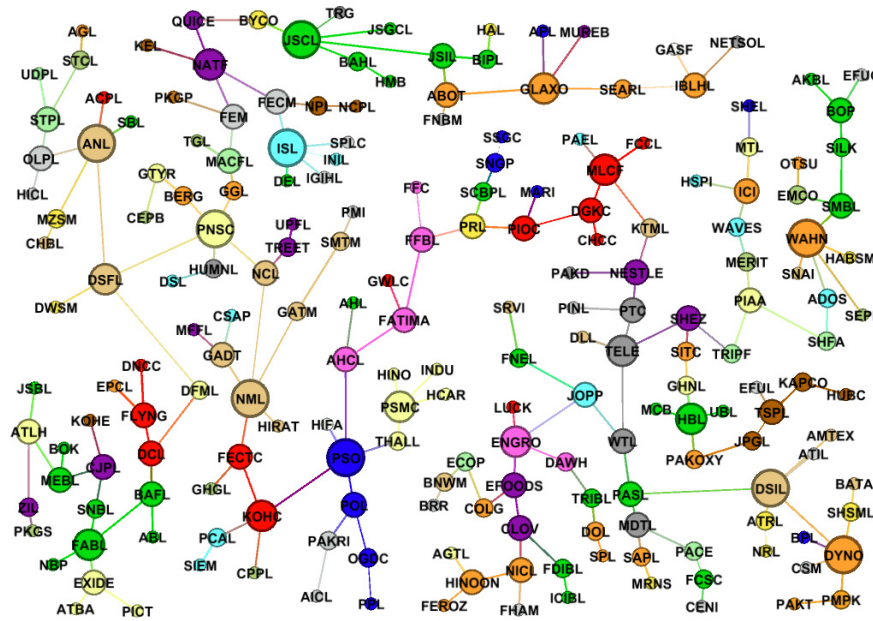 TRG
QUICE
BYCO
AGL
JSCL
JSGCL
HAL
APL
MUREB
GASF
NETSOL
KEL
STCL
NATF
BAHL
JSIL
BIPL
HMB
UDPL
IBLHL
AKBL
EFUG
ACPL
PKGP
FECM
NPL
NCPL
ABOT
GLAXO
SEARL
STPL
SBL
FEM
FNBM
SHEL
BOP
ANL
TGL
ISL
SPLC
SSGC
PAEL
FCCL
MTL
SILK
OLPL
MACFL
INIL
SNGP
MLCF
OTSU
GTYR
DEL
IGIHL
FFC
SCBPL
MARI
HSPI
ICI
EMCO
HICL
BERG
GGL
DGKC
SMBL
MZSM
CEPB
PNSC
UPFL
PMI
FFBL
PRL
PIOC
KTML
WAVES
CHBL
TREET
SMTM
CHCC
WAHN
HABSM
DSFL
HUMNL
NCL
PAKD
NESTLE
MERIT
SNAI
DSL
GWLC
ADOS
DWSM
AHL
PINL
PTC
PIAA
SEPL
GATM
FATIMA
SRVI
SHEZ
CSAP
MFFL
DLL
TELE
SHFA
GADT
AHCL
FNEL
SITC
TRIPF
DNCC
HINO
INDU
GHNL
EFUL
KAPCO
EPCL
DFML
HCAR
JOPP
HUBC
JSBL
NML
PSMC
LUCK
MCB
HBL
UBL
TSPL
FLYNG
HIRAT
HIFA
KOHE
THALL
ENGRO
WTL
JPGL
AMTEX
ATLH
BOK
DCL
FECTC
PSO
ECOP
DAWH
PAKOXY
ATIL
MEBL
CJPL
BNWM
EFOODS
BATA
GHGL
BAFL
POL
BRR
COLG
TRIBL
PASL
DSIL
ZIL
SNBL
KOHC
SHSML
PKGS
CLOV
DOL
MDTL
ATRL
PCAL
PAKRI
BPL
FABL
ABL
OGDC
AGTL
SPL
PACE
NRL
DYNO
NBP
SIEM
FDIBL
SAPL
CSM
EXIDE
CPPL
HINOON
NICL
FCSC
MRNS
ATBA
PICT
AICL
PPL
FEROZ
FHAM
ICIBL
CENI
PAKT
PMPK